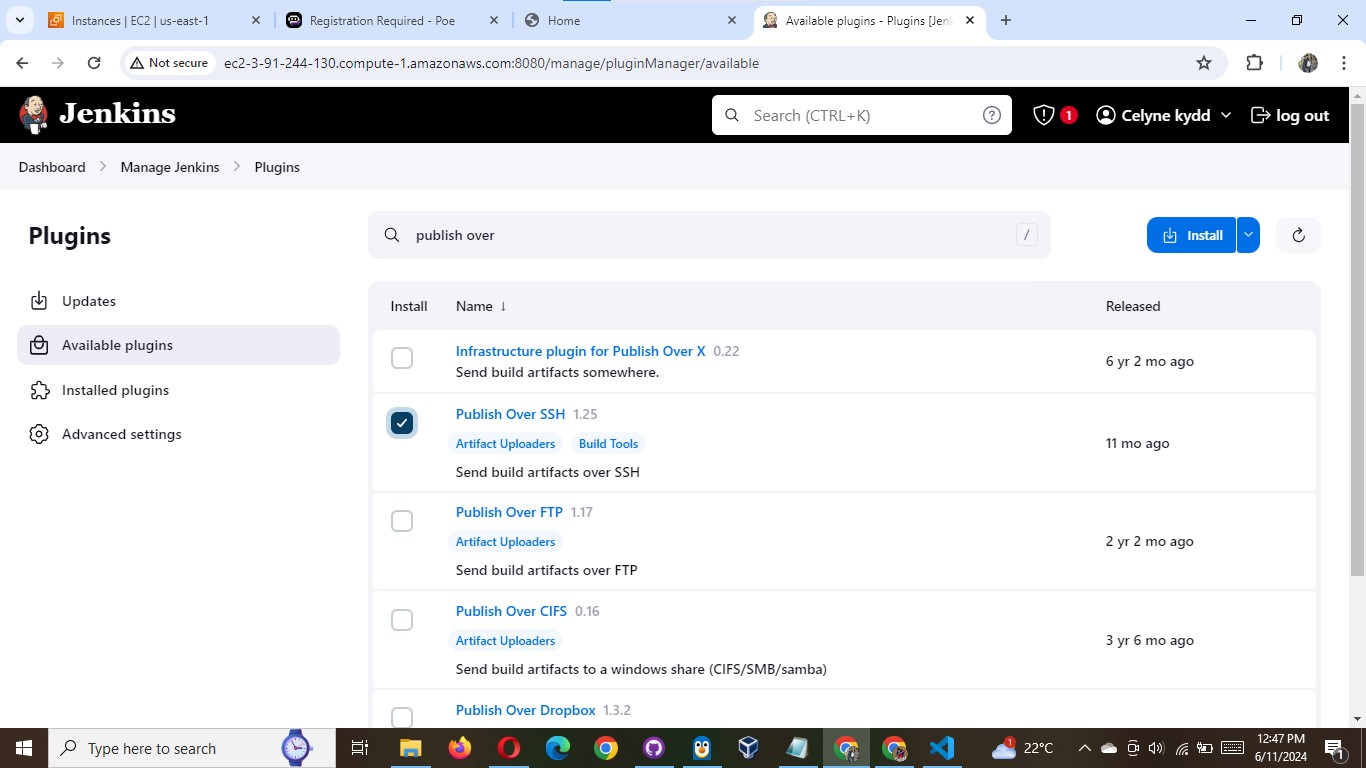 Instances | EC2 | us-east-1
Registration Required - Poe
Home
Available plugins - Plugins [Jen
Not secure
ec2-3-91-244-130.compute-1.amazonaws.com:8080/manage/pluginManager/available
Jenkins
Search (CTRL+K)
?
1
Celyne kydd
log out
Dashboard
Manage Jenkins
Plugins
Plugins
publish over
/
Install
Updates
Available plugins
Installed plugins
Advanced settings
Install
Name ↓
Released
Infrastructure plugin for Publish Over X 0.22
Send build artifacts somewhere.
6 yr 2 mo ago
Publish Over SSH 1.25
Artifact Uploaders Build Tools
Send build artifacts over SSH
11 mo ago
Publish Over FTP 1.17
Artifact Uploaders
Send build artifacts over FTP
2 yr 2 mo ago
Publish Over CIFS 0.16
Artifact Uploaders
Send build artifacts to a windows share (CIFS/SMB/samba)
3 yr 6 mo ago
Publish Over Dropbox 1.3.2
Type here to search
1
22°C
12:47 PM
6/11/2024
1